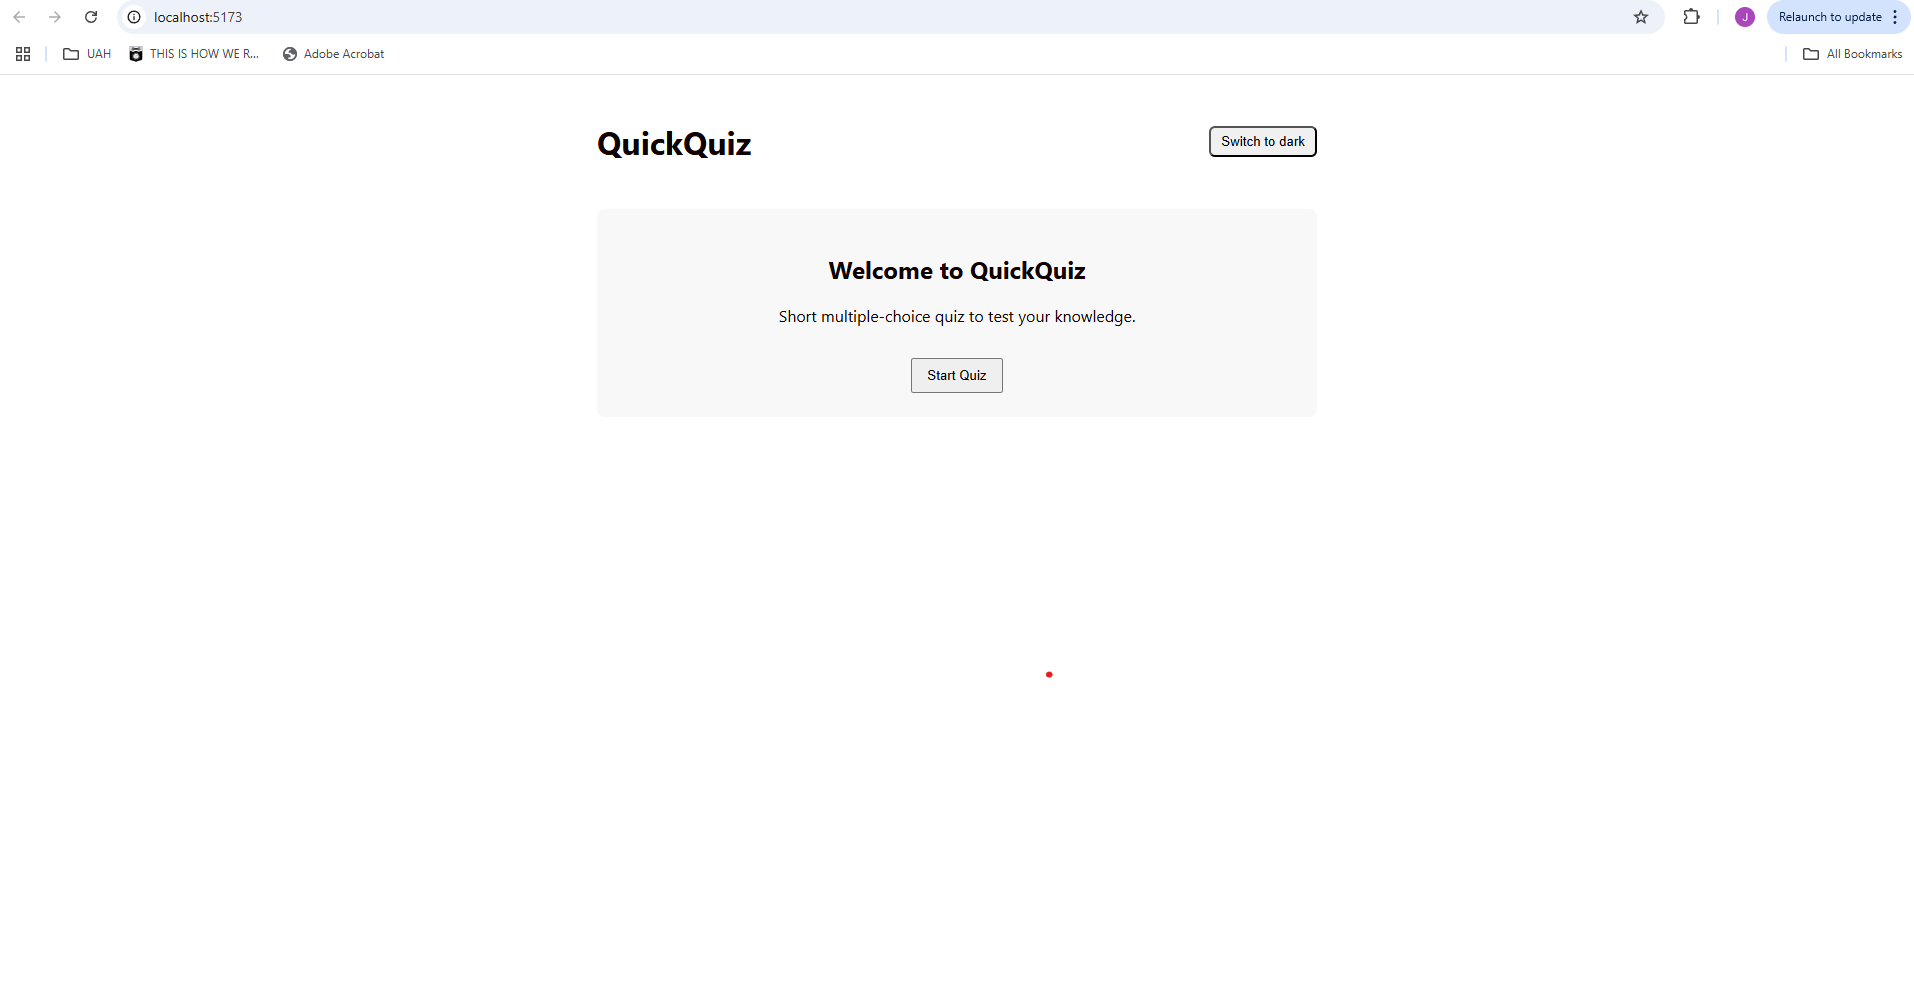 localhost:5173
J
Relaunch to update
UAH
THIS IS HOW WE R...
Adobe Acrobat
All Bookmarks
QuickQuiz
Switch to dark
Welcome to QuickQuiz
Short multiple-choice quiz to test your knowledge.
Start Quiz